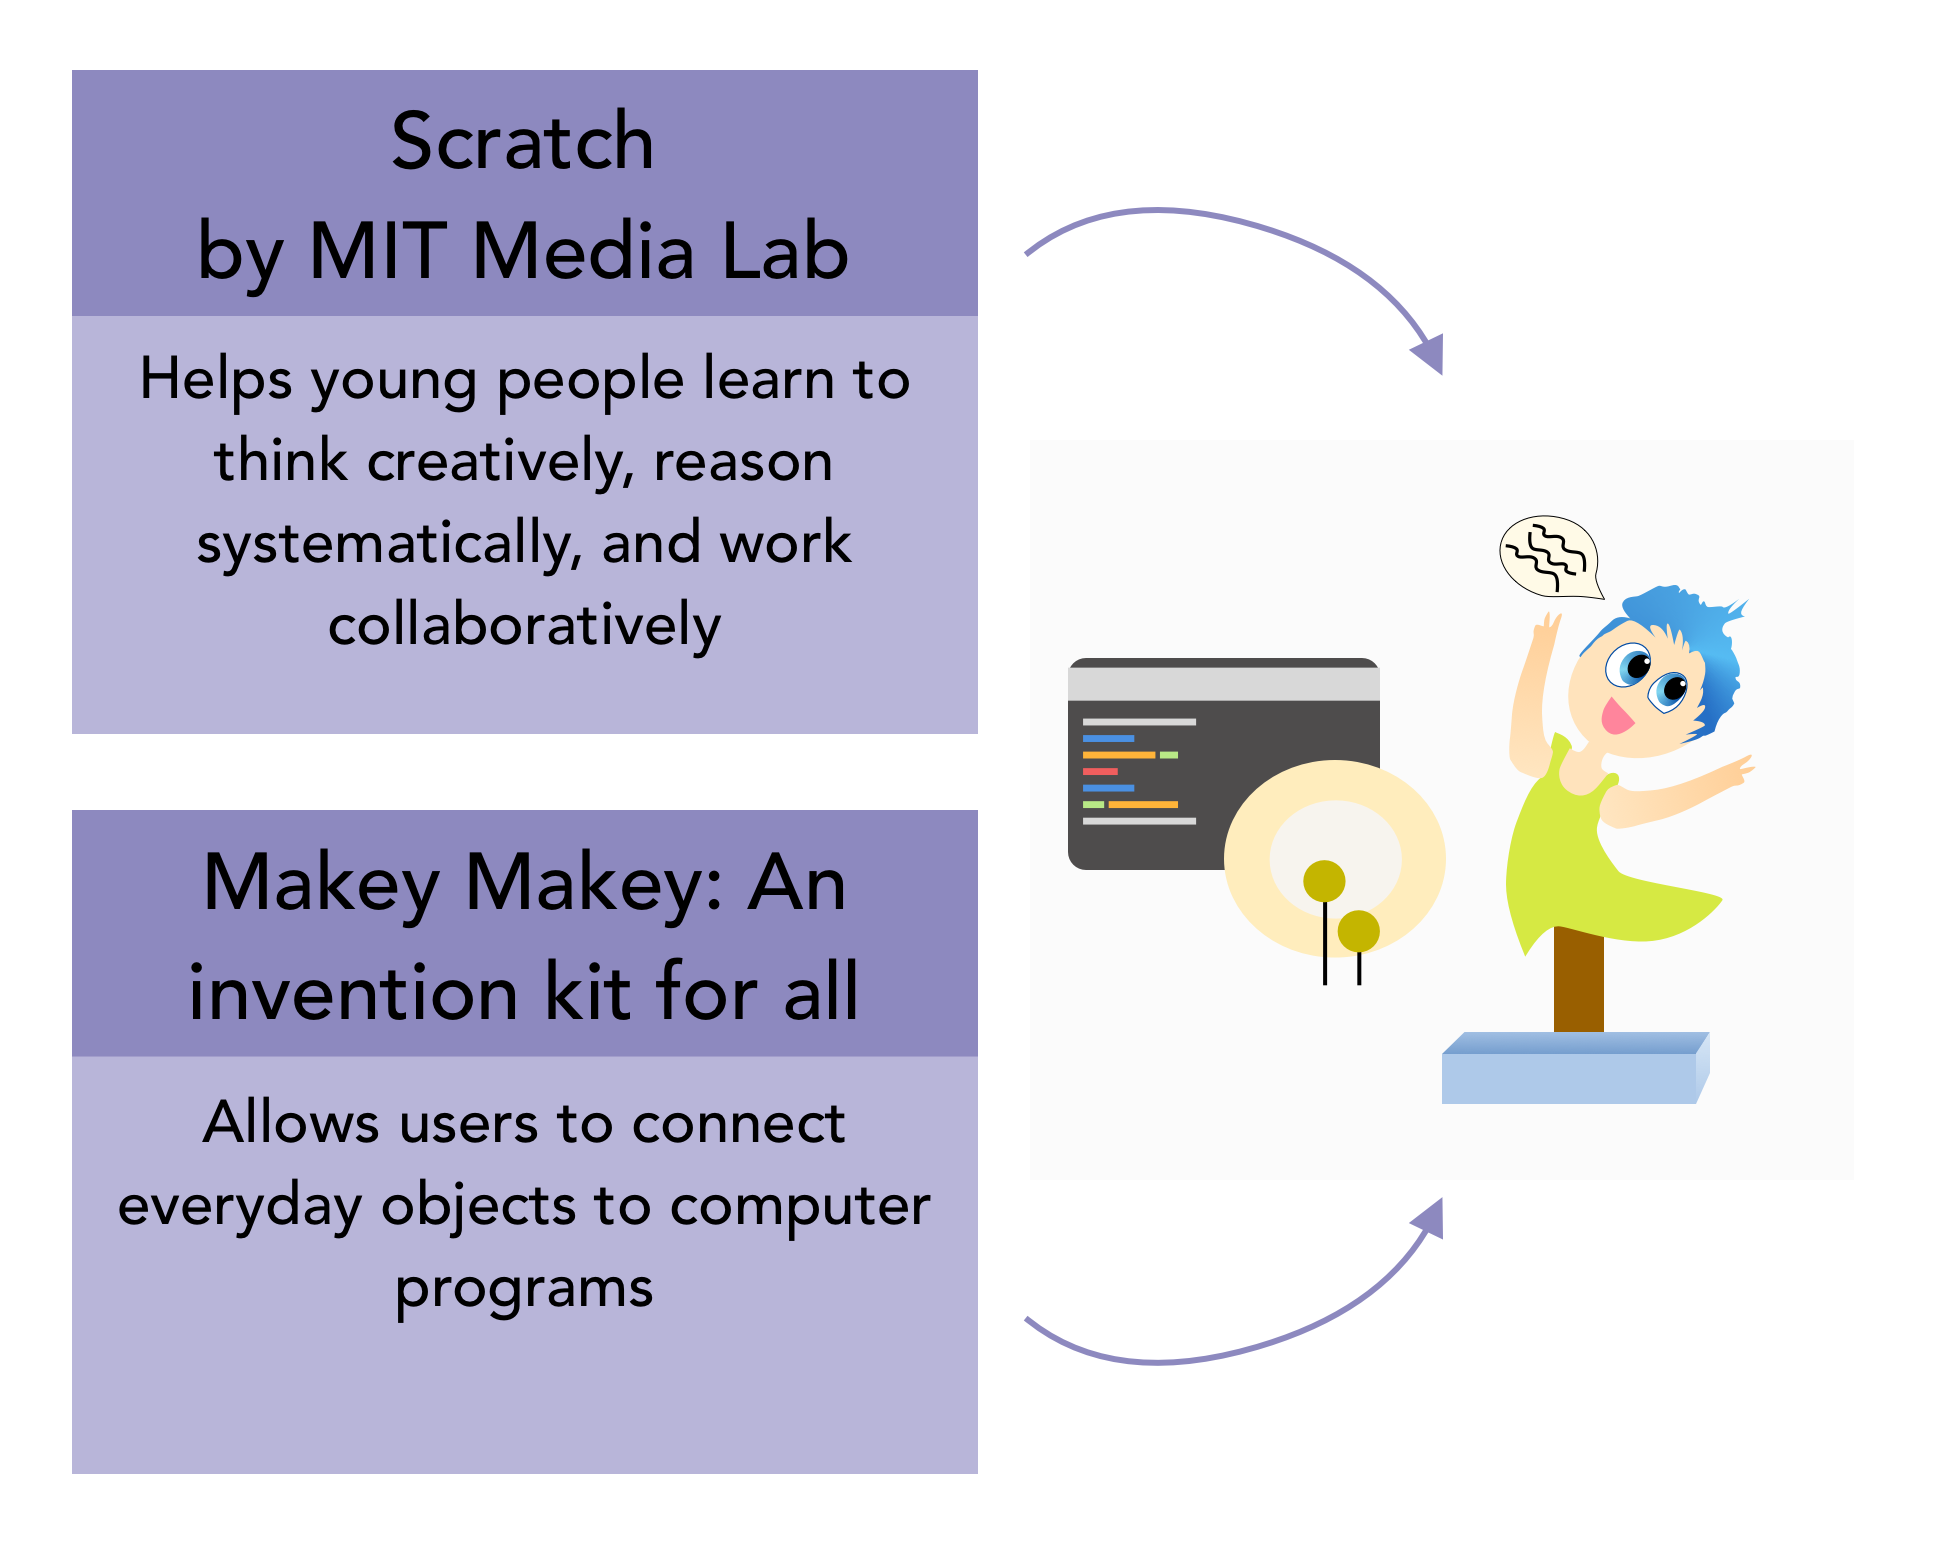 Scratch
by MIT Media Lab
Helps young people learn to
think creatively, reason
systematically, and work
collaboratively
Makey Makey: An
invention kit for all
Allows users to connect
everyday objects to computer
programs